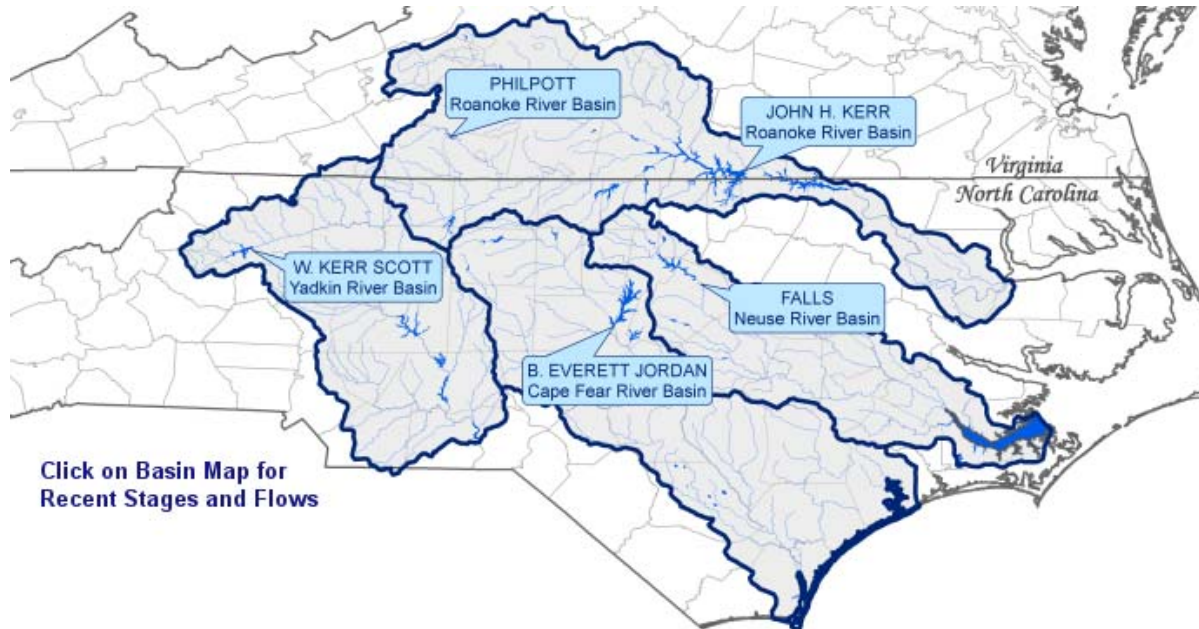 PHILPOTT
Roanoke River Basin
JOHN H. KERR
Roanoke River Basin
Virginia
North Carolina
W. KERR SCOTT
Yadkin River Basin
FALLS
Neuse River Basin
B. EVERETT JORDAN
Cape Fear River Basin
Click on Basin Map for
Recent Stages and Flows